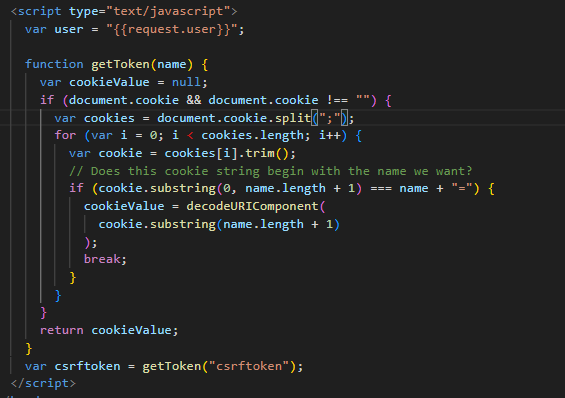 <script type="text/javascript">
var user = "{{request.user}}";
function getToken(name) {
var cookieValue = null;
if (document.cookie && document.cookie !== "") {
var cookies = document.cookie.split(";");
for (var i = 0; i < cookies.length; i++) {
var cookie = cookies[i].trim();
// Does this cookie string begin with the name we want?
if (cookie.substring(0, name.length + 1) === name + "=") {
cookieValue = decodeURIComponent(
cookie.substring(name.length + 1)
);
break;
}
}
}
return cookieValue;
}
var csrftoken = getToken("csrftoken");
</script>